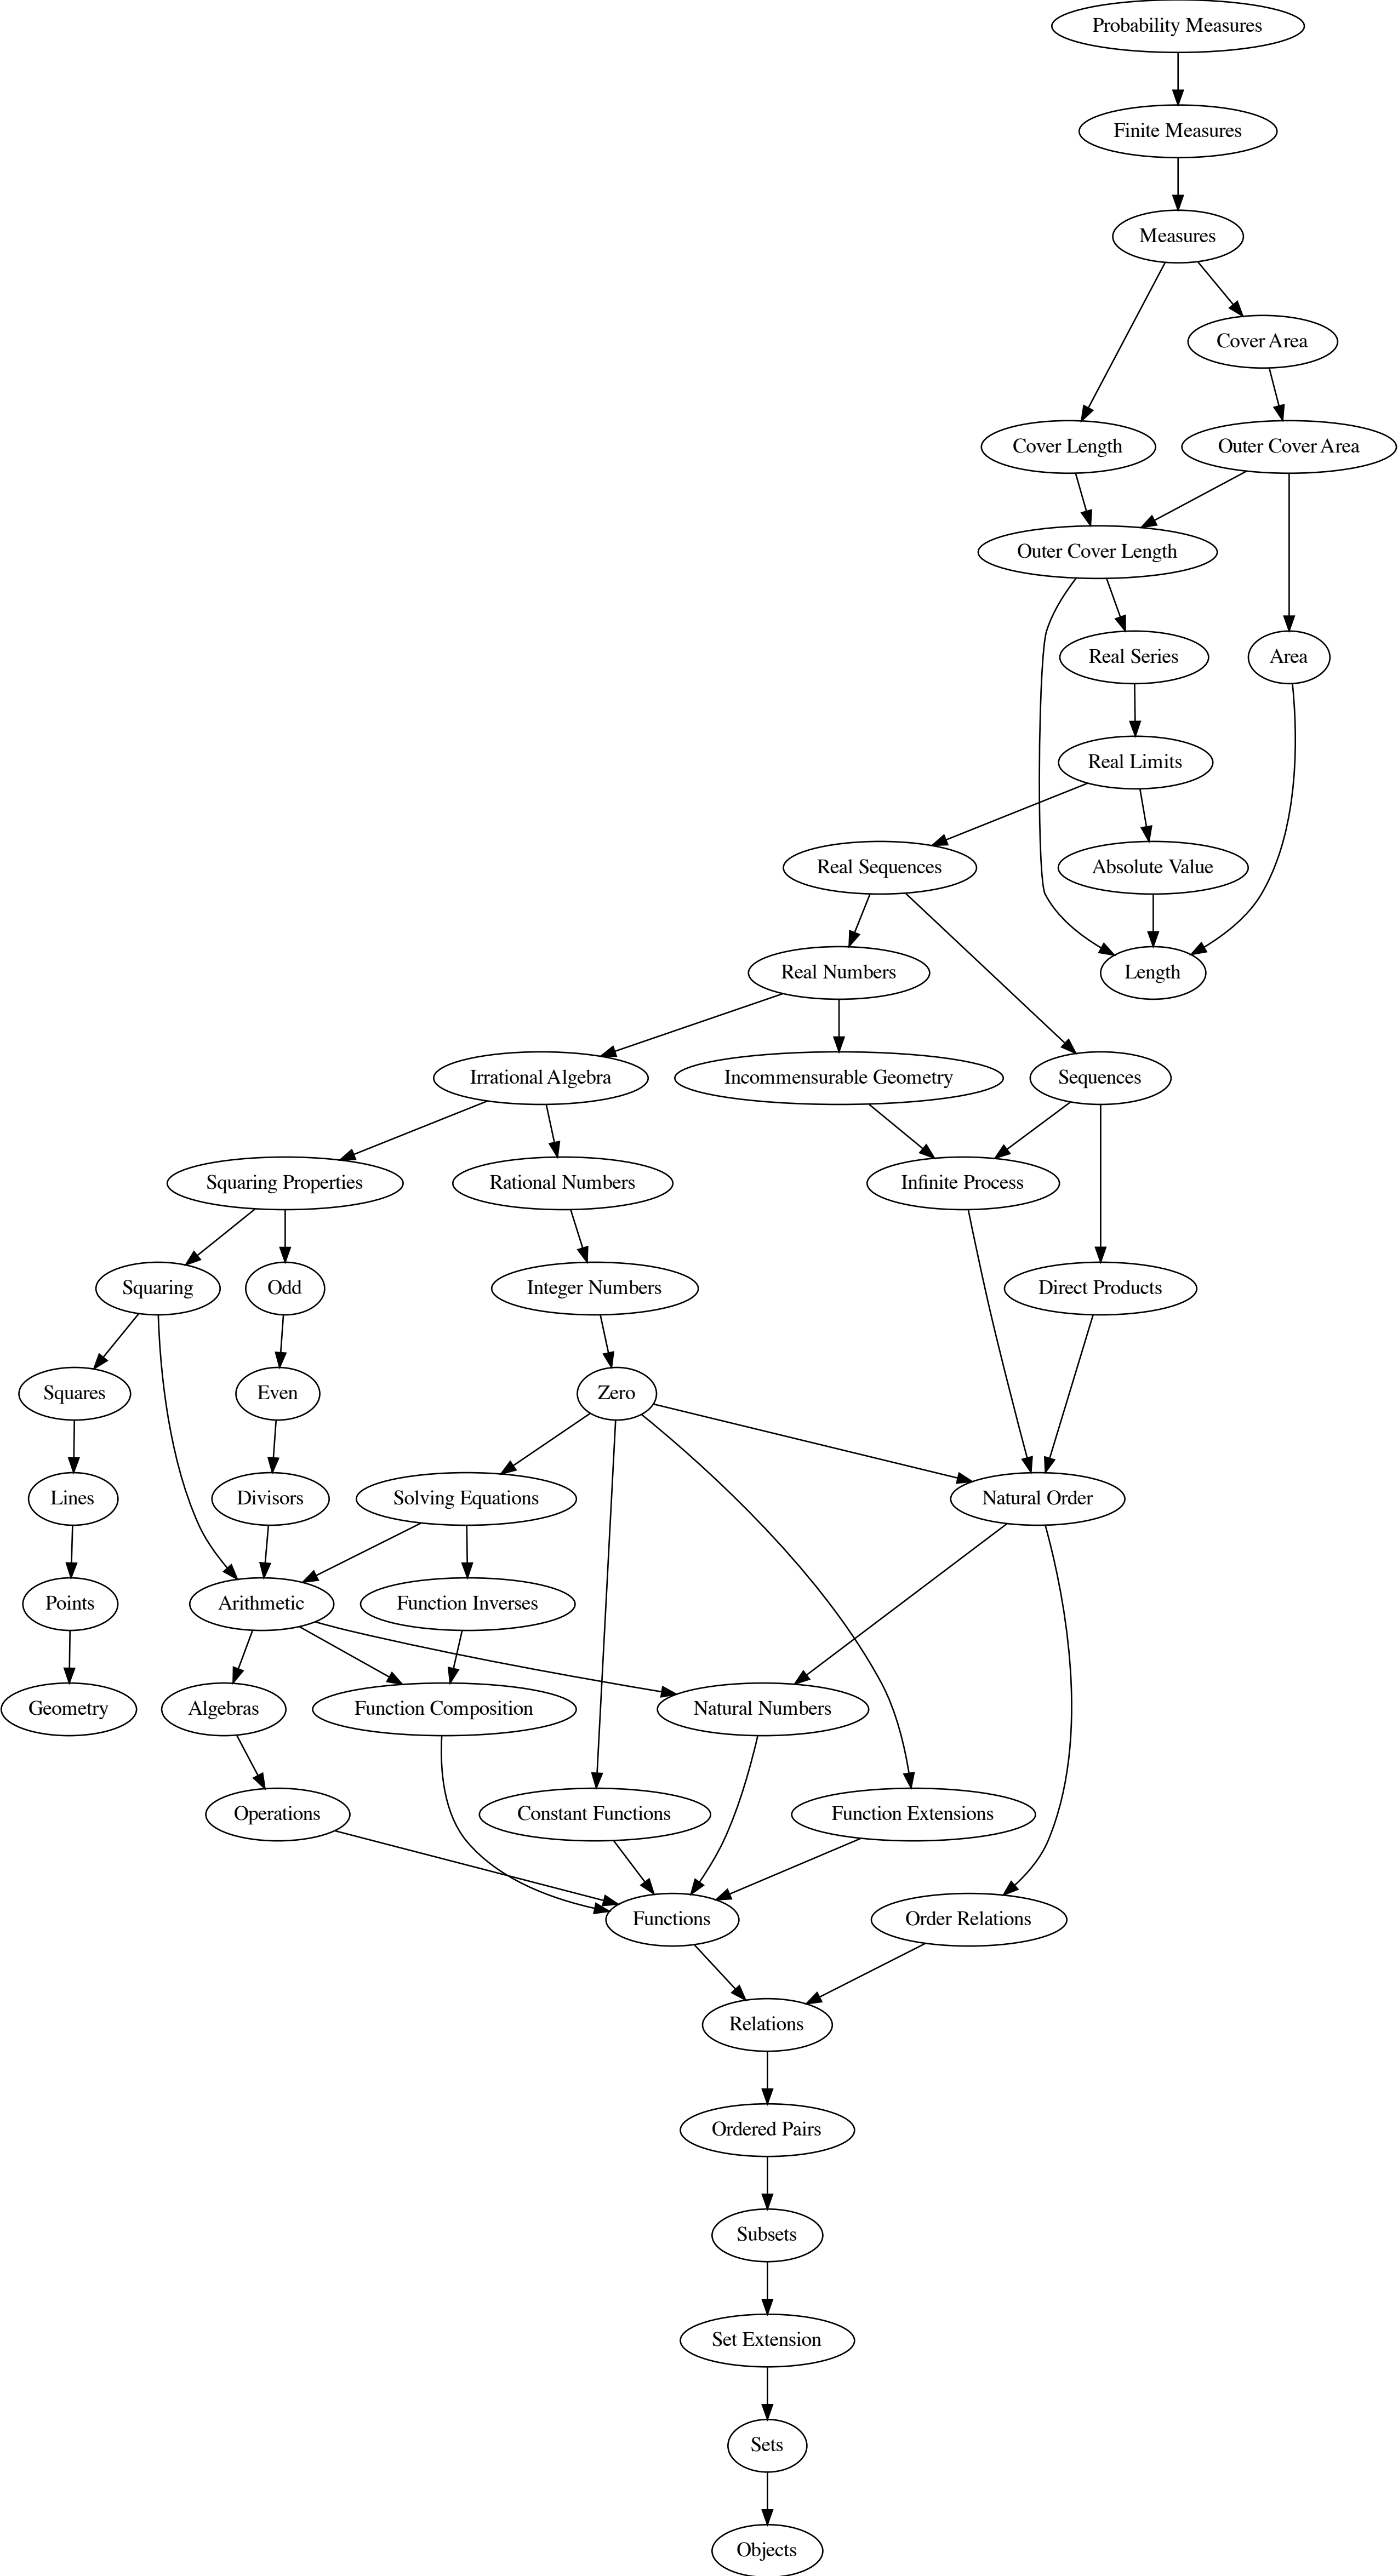 Probability Measures
Finite Measures
Measures
Cover Area
Cover Length
Outer Cover Area
Outer Cover Length
Real Series
Area
Real Limits
Real Sequences
Absolute Value
Real Numbers
Length
Irrational Algebra
Incommensurable Geometry
Sequences
Squaring Properties
Rational Numbers
Infinite Process
Squaring
Odd
Integer Numbers
Direct Products
Squares
Even
Zero
Lines
Divisors
Solving Equations
Natural Order
Points
Arithmetic
Function Inverses
Geometry
Algebras
Function Composition
Natural Numbers
Operations
Constant Functions
Function Extensions
Functions
Order Relations
Relations
Ordered Pairs
Subsets
Set Extension
Sets
Objects